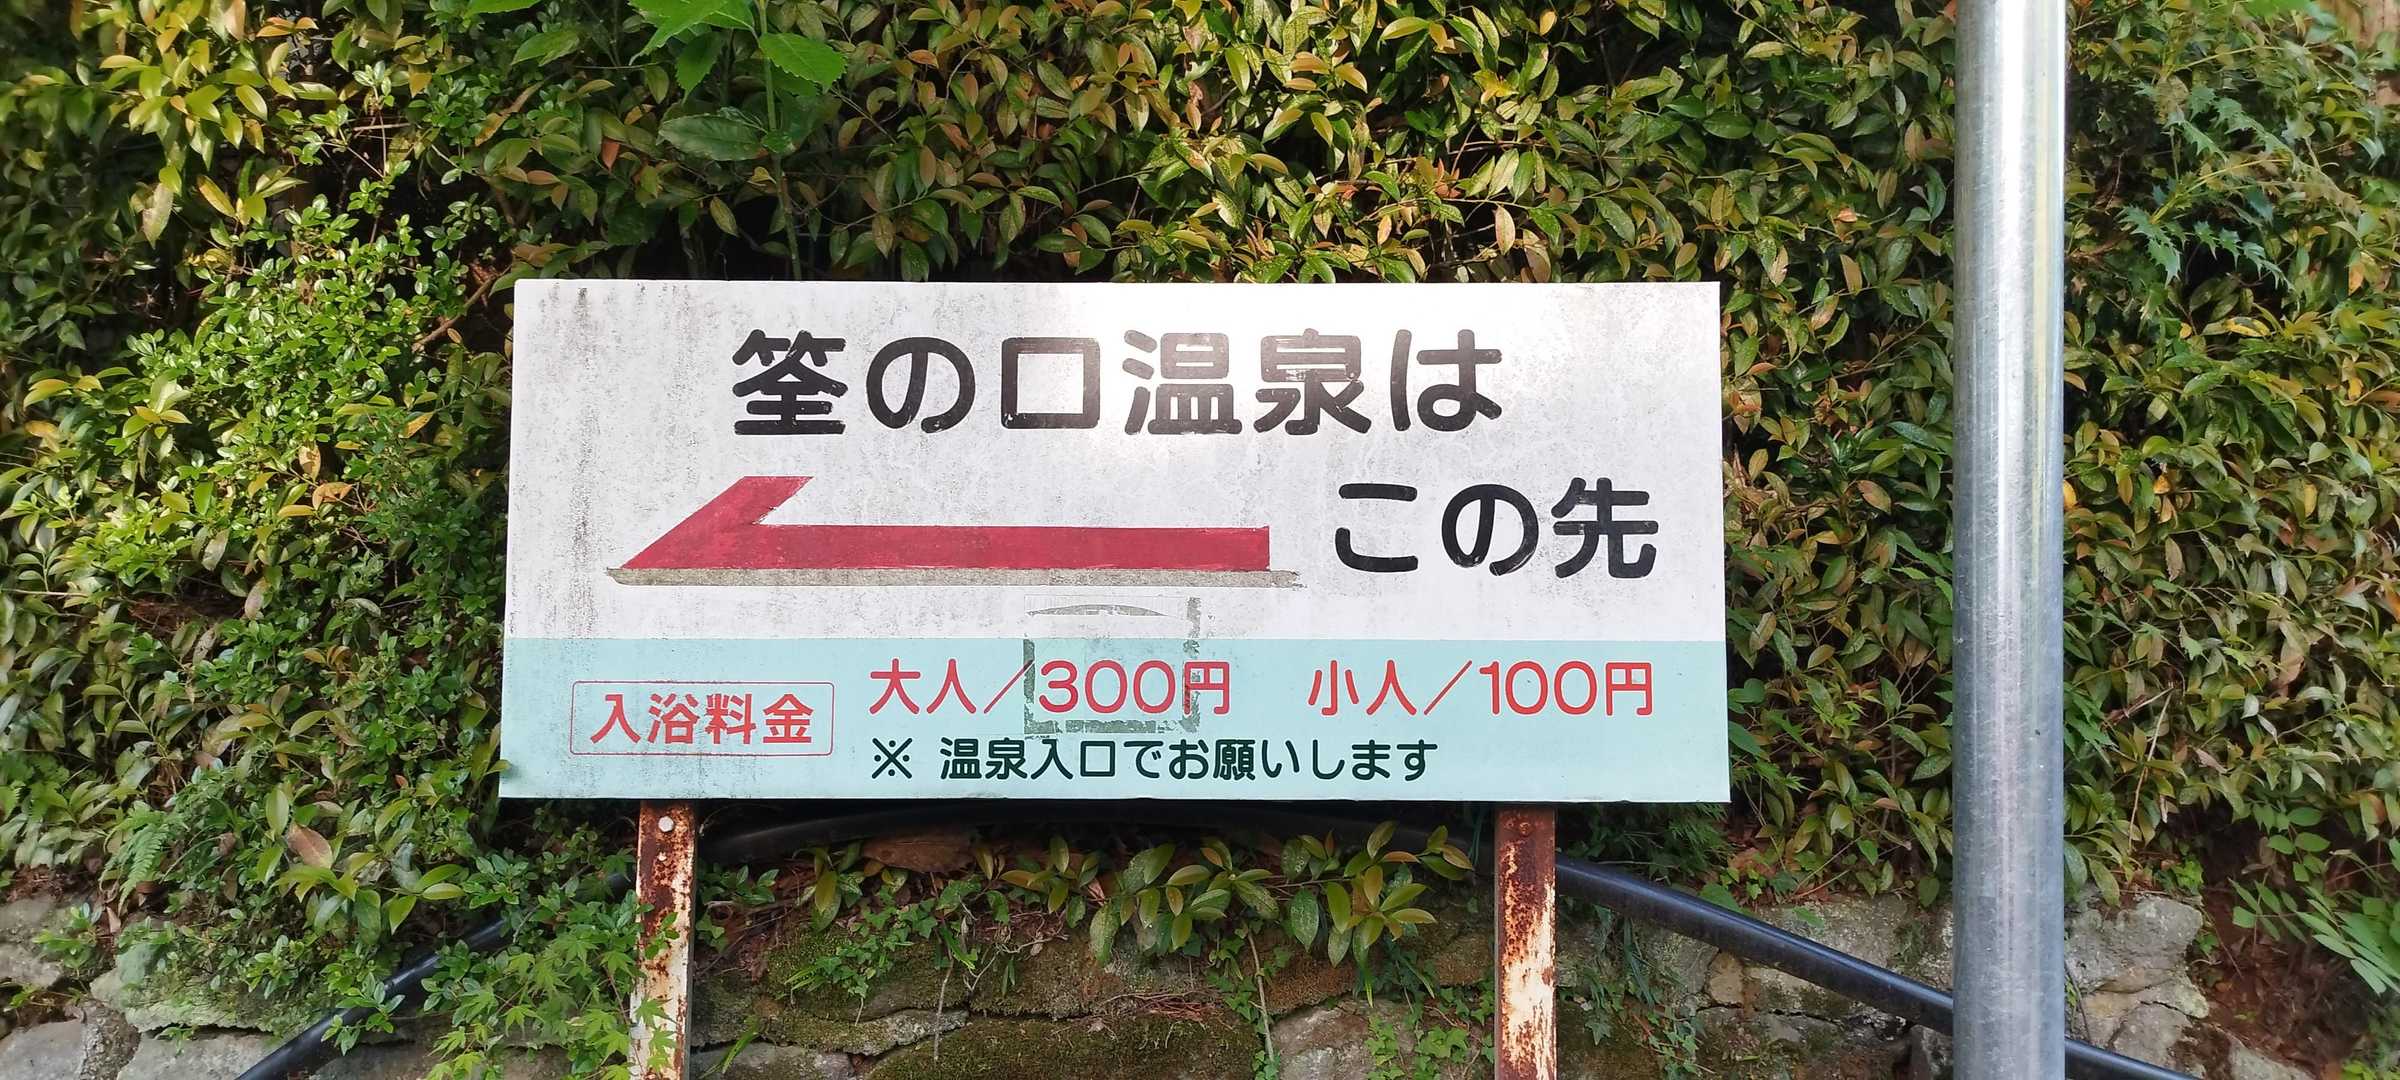 筌の口温泉は
この先
入浴料金
大人／300円 小人／100円
※ 温泉入口でお願いします